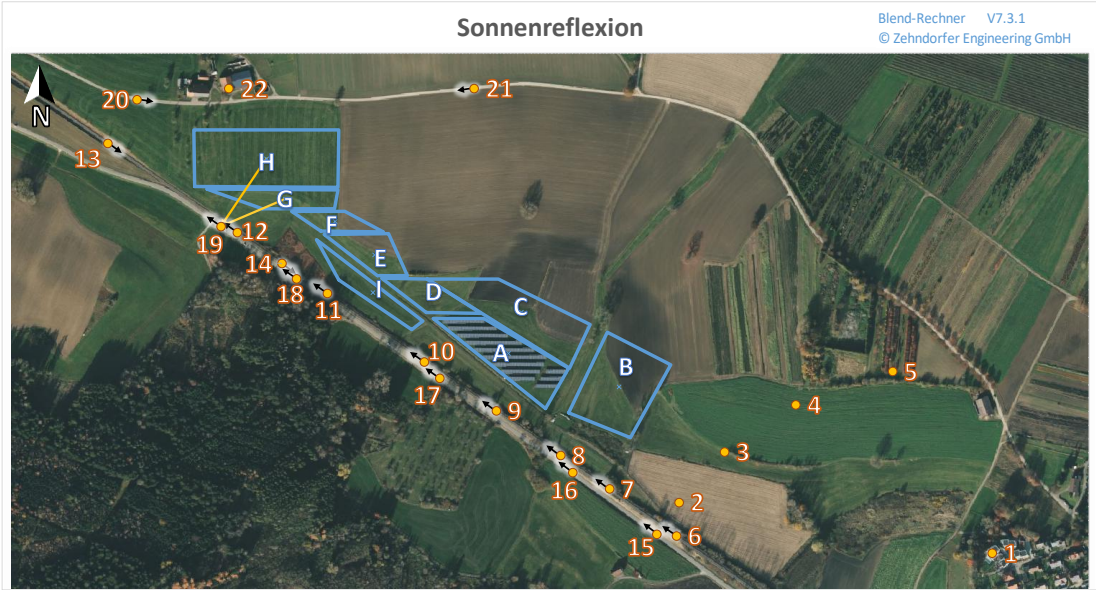 Sonnenreflexion
Blend-Rechner V7.3.1
© Zehndorfer Engineering GmbH
N
20
22
21
13
H
G
19
12
F
14
18
E
11
I
D
C
10
17
A
B
5
4
9
3
8
16
7
2
15
6
1